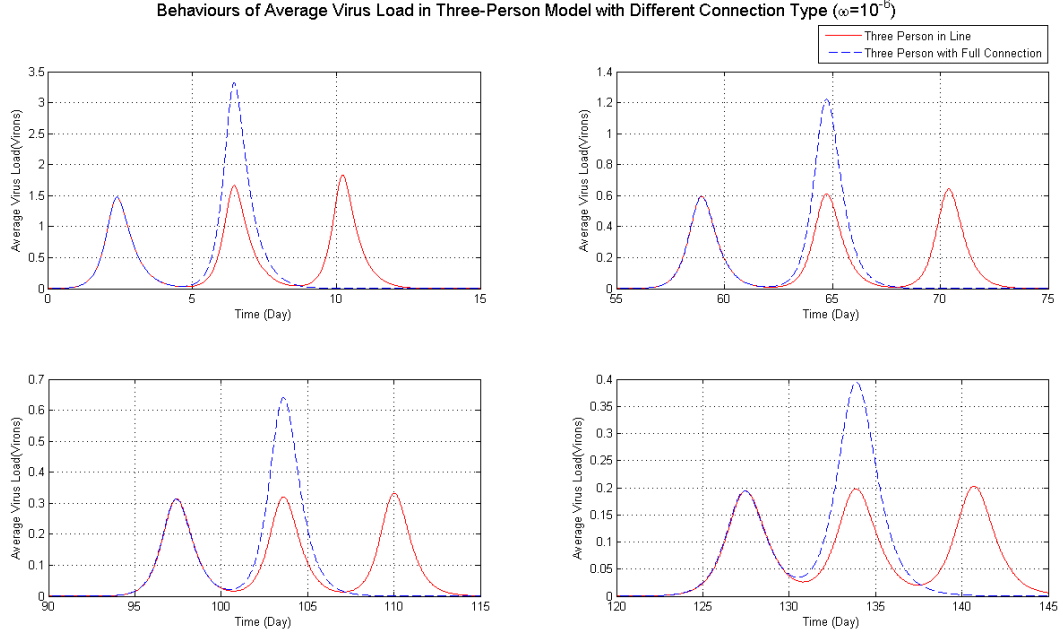 Behaviours of Average Virus Load in Three-Person Model with Different Connection Type (∞=10^-6)
Three Person in Line
Three Person with Full Connection
3.5
3
2.5
2
1.5
1
0.5
0
Average Virus Load(Virons)
0 5 10 15
Time (Day)
1.4
1.2
1
0.8
0.6
0.4
0.2
0
Average Virus Load(Virons)
55 60 65 70 75
Time (Day)
0.7
0.6
0.5
0.4
0.3
0.2
0.1
0
Average Virus Load(Virons)
90 95 100 105 110 115
Time (Day)
0.4
0.35
0.3
0.25
0.2
0.15
0.1
0.05
0
Average Virus Load(Virons)
120 125 130 135 140 145
Time (Day)